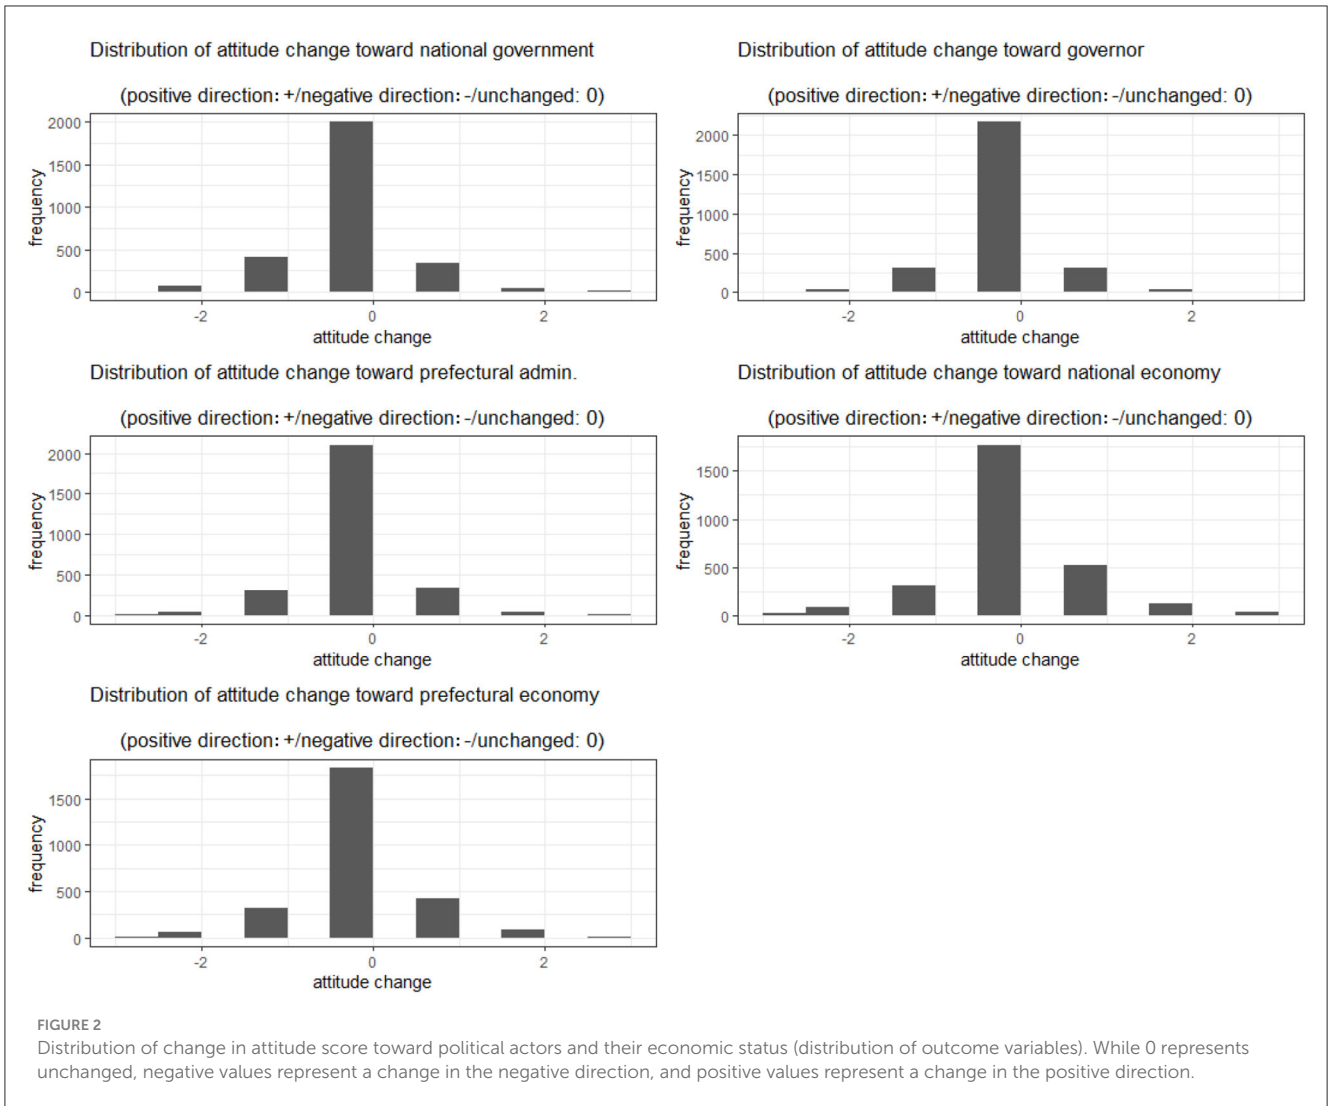 Distribution of attitude change toward national government
(positive direction: +/negative direction: -/unchanged: 0)
2000
1500
1000
500
0
frequency
-2 0 2
attitude change
Distribution of attitude change toward governor
(positive direction: +/negative direction: -/unchanged: 0)
2000
1500
1000
500
0
frequency
-2 0 2
attitude change
Distribution of attitude change toward prefectural admin.
(positive direction: +/negative direction: -/unchanged: 0)
2000
1500
1000
500
0
frequency
-2 0 2
attitude change
Distribution of attitude change toward national economy
(positive direction: +/negative direction: -/unchanged: 0)
1500
1000
500
0
frequency
-2 0 2
attitude change
Distribution of attitude change toward prefectural economy
(positive direction: +/negative direction: -/unchanged: 0)
1500
1000
500
0
frequency
-2 0 2
attitude change
FIGURE 2
Distribution of change in attitude score toward political actors and their economic status (distribution of outcome variables). While 0 represents
unchanged, negative values represent a change in the negative direction, and positive values represent a change in the positive direction.